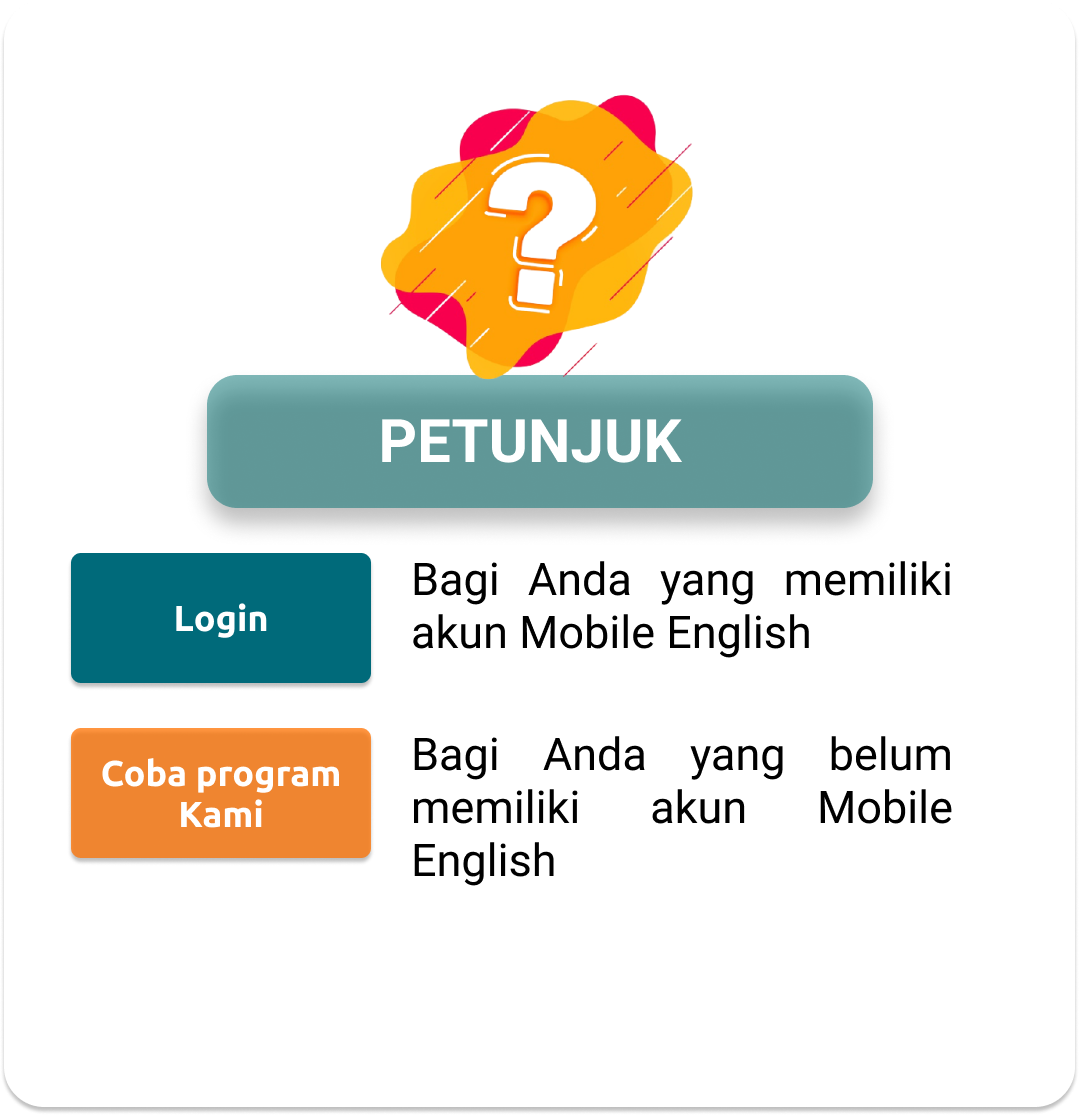 PETUNJUK
Login
Bagi Anda yang memiliki
akun Mobile English
Coba program
Kami
Bagi Anda yang belum
memiliki akun Mobile
English